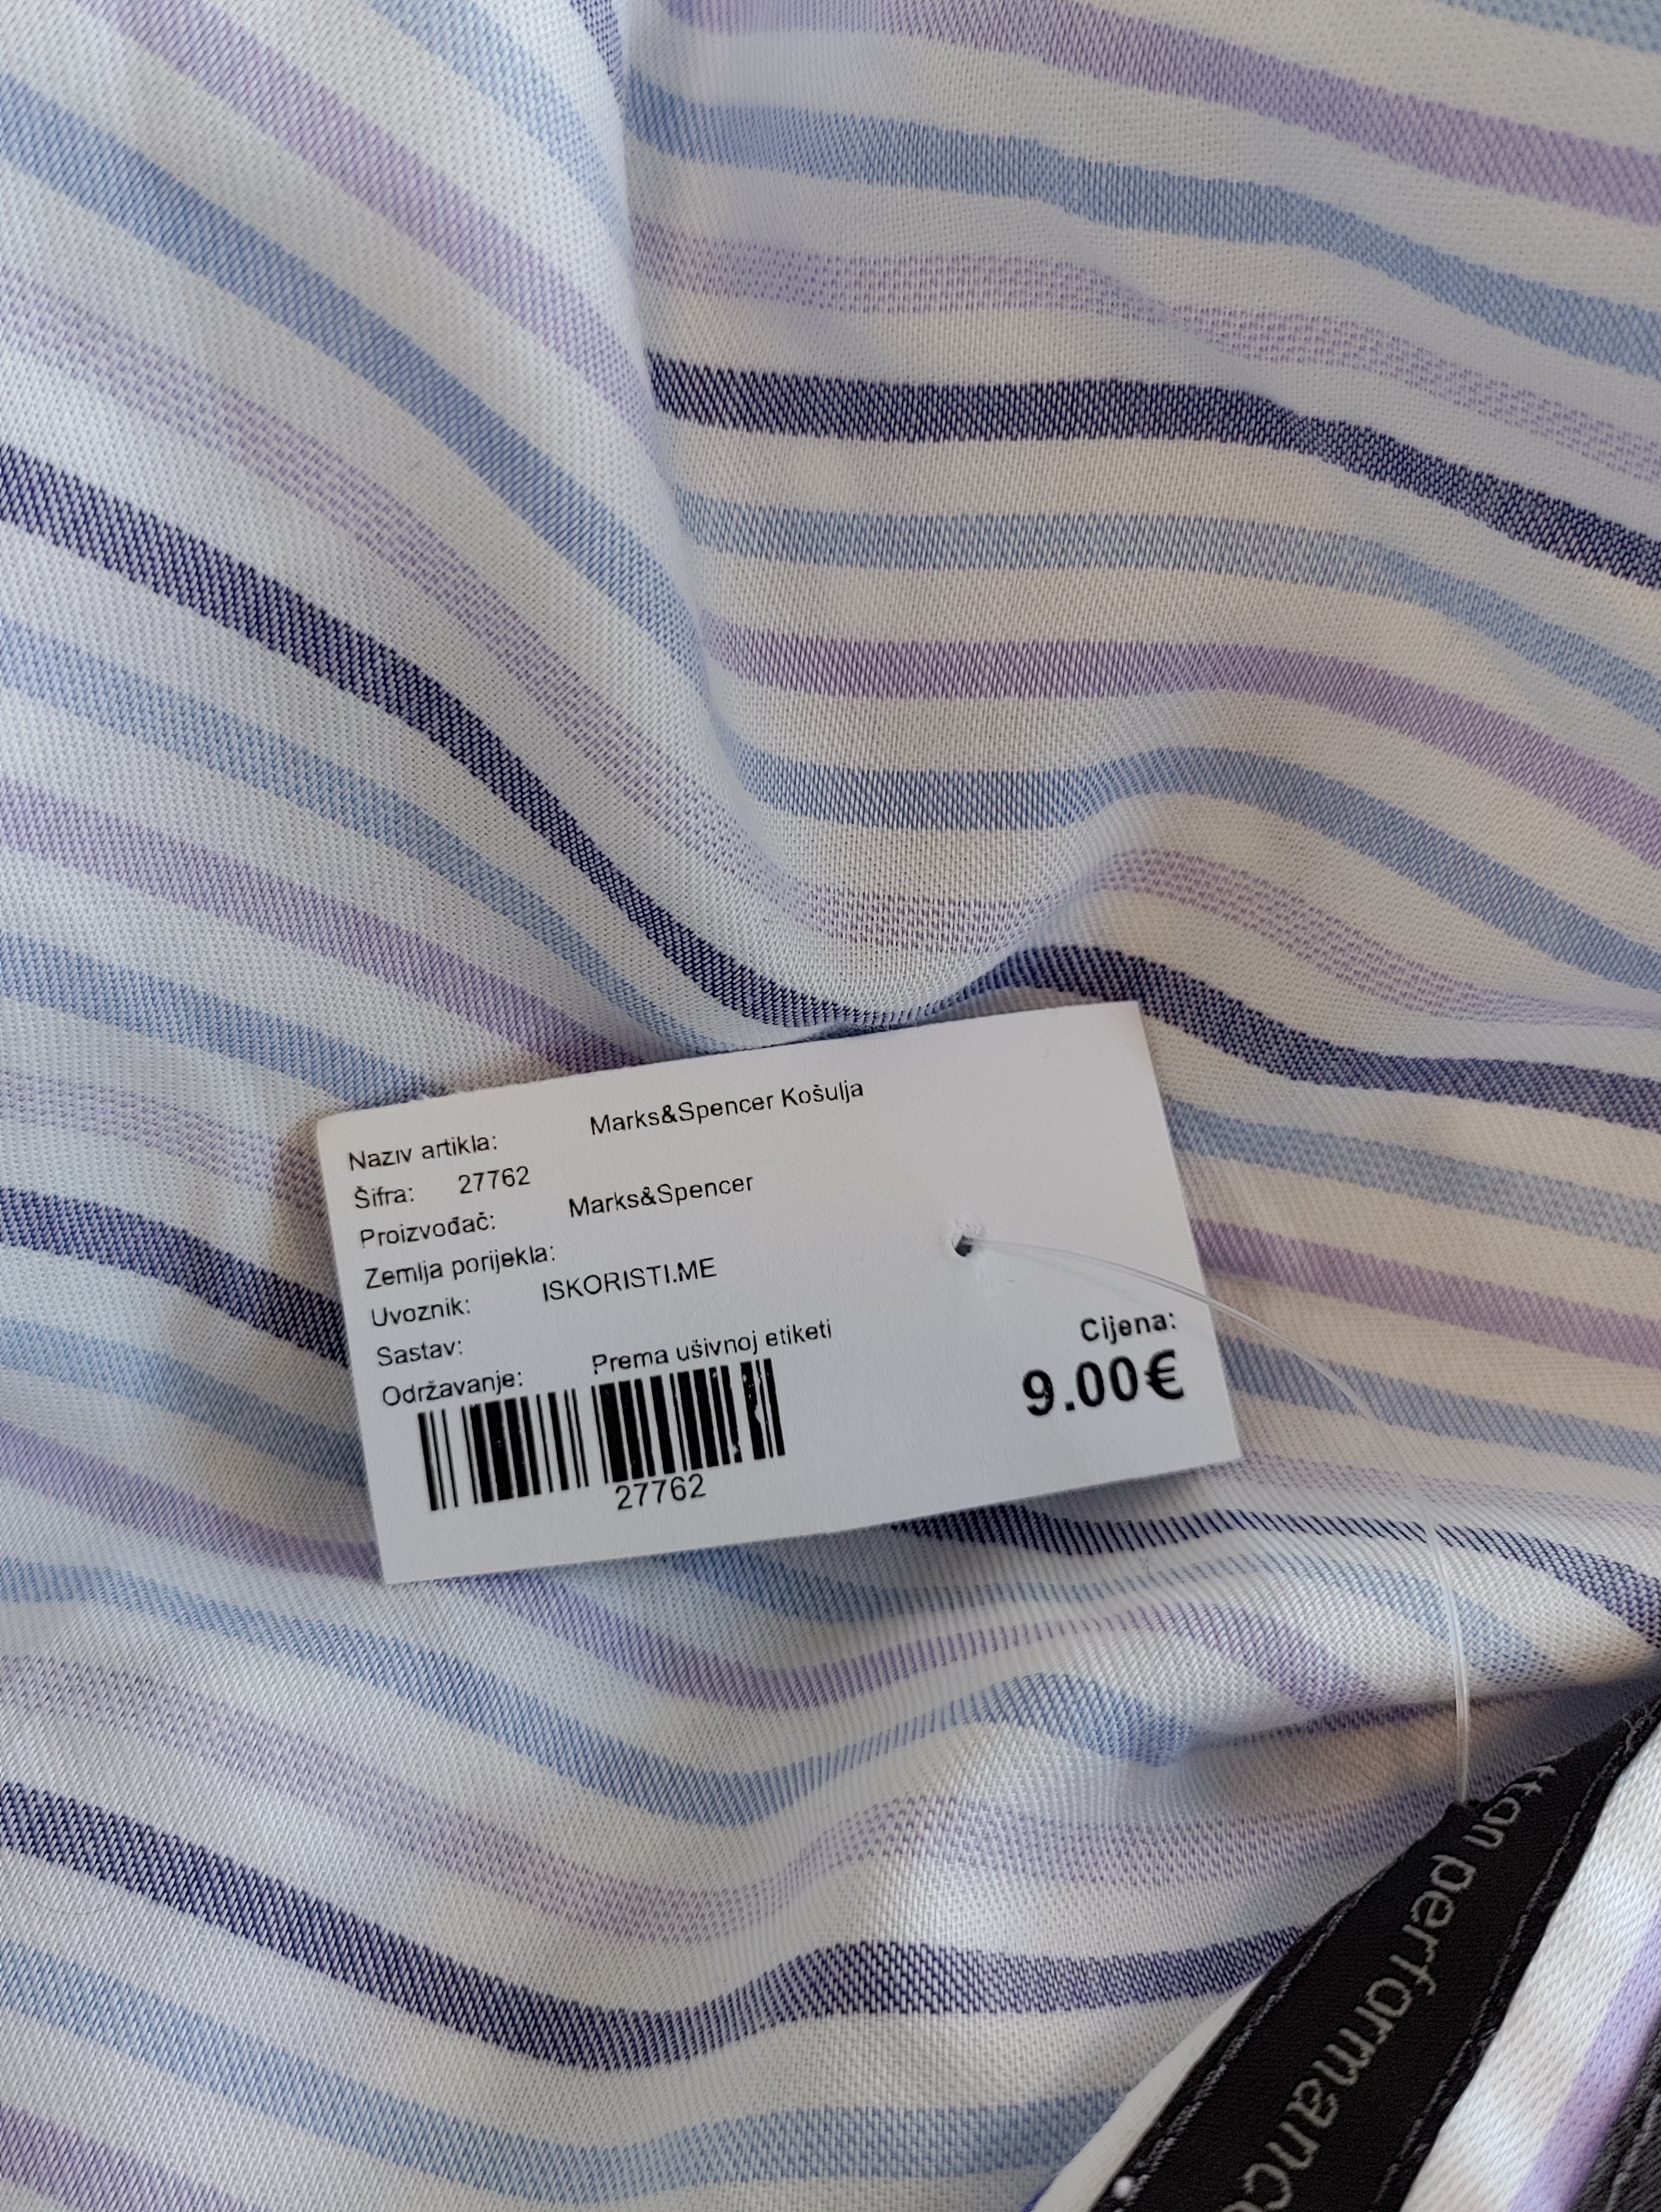 Naziv artikla: Marks&Spencer Košulja
Šifra: 27762
Proizvođač: Marks&Spencer
Zemlja porijekla:
Uvoznik: ISKORISTI.ME
Sastav:
Održavanje: Prema ušivnoj etiketi
Cijena:
9.00€
27762
performance